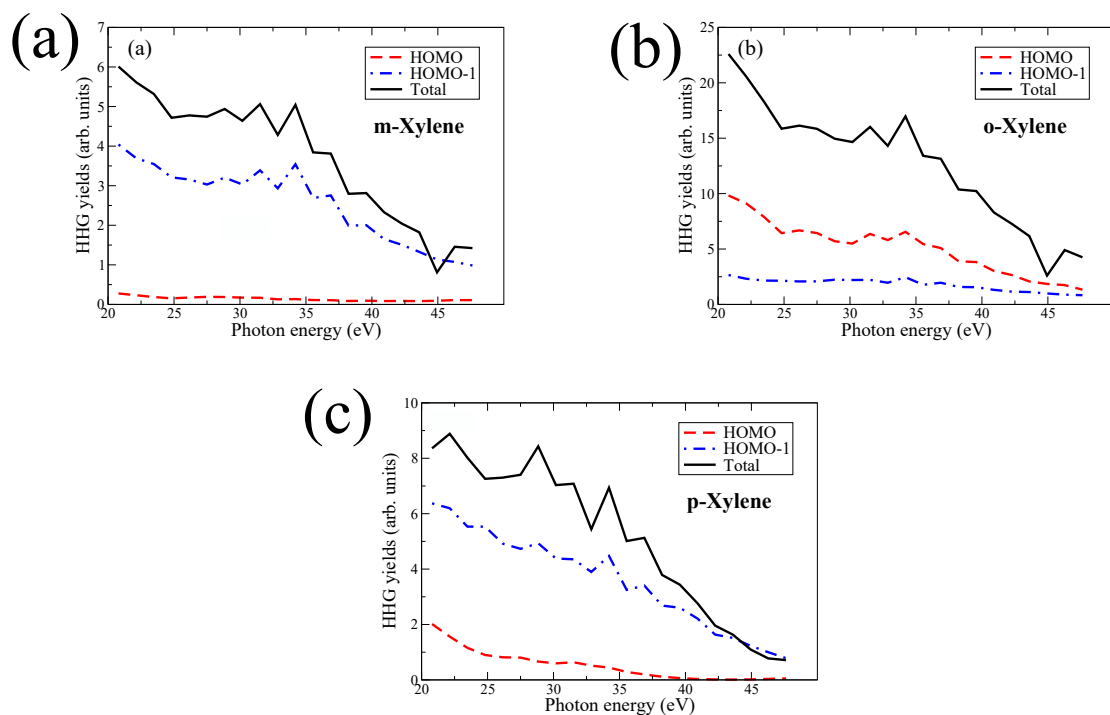 (a)
(a)
HOMO
HOMO-1
Total
m-Xylene
HHG yields (arb. units)
7
6
5
4
3
2
1
0
20 25 30 35 40 45
Photon energy (eV)
(b)
(b)
HOMO
HOMO-1
Total
o-Xylene
HHG yields (arb. units)
25
20
15
10
5
0
20 25 30 35 40 45
Photon energy (eV)
(c)
HOMO
HOMO-1
Total
p-Xylene
HHG yields (arb. units)
10
8
6
4
2
0
20 25 30 35 40 45
Photon energy (eV)